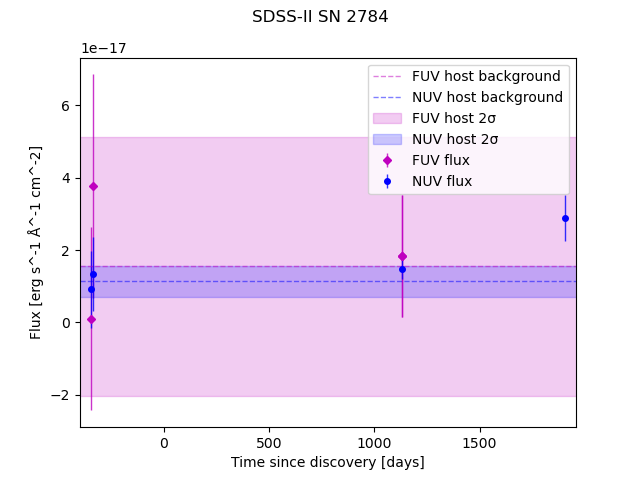 SDSS-II SN 2784
1e−17
FUV host background
NUV host background
FUV host 2σ
NUV host 2σ
FUV flux
NUV flux
6
4
2
0
−2
Flux [erg s^-1 Å^-1 cm^-2]
0
500
1000
1500
Time since discovery [days]